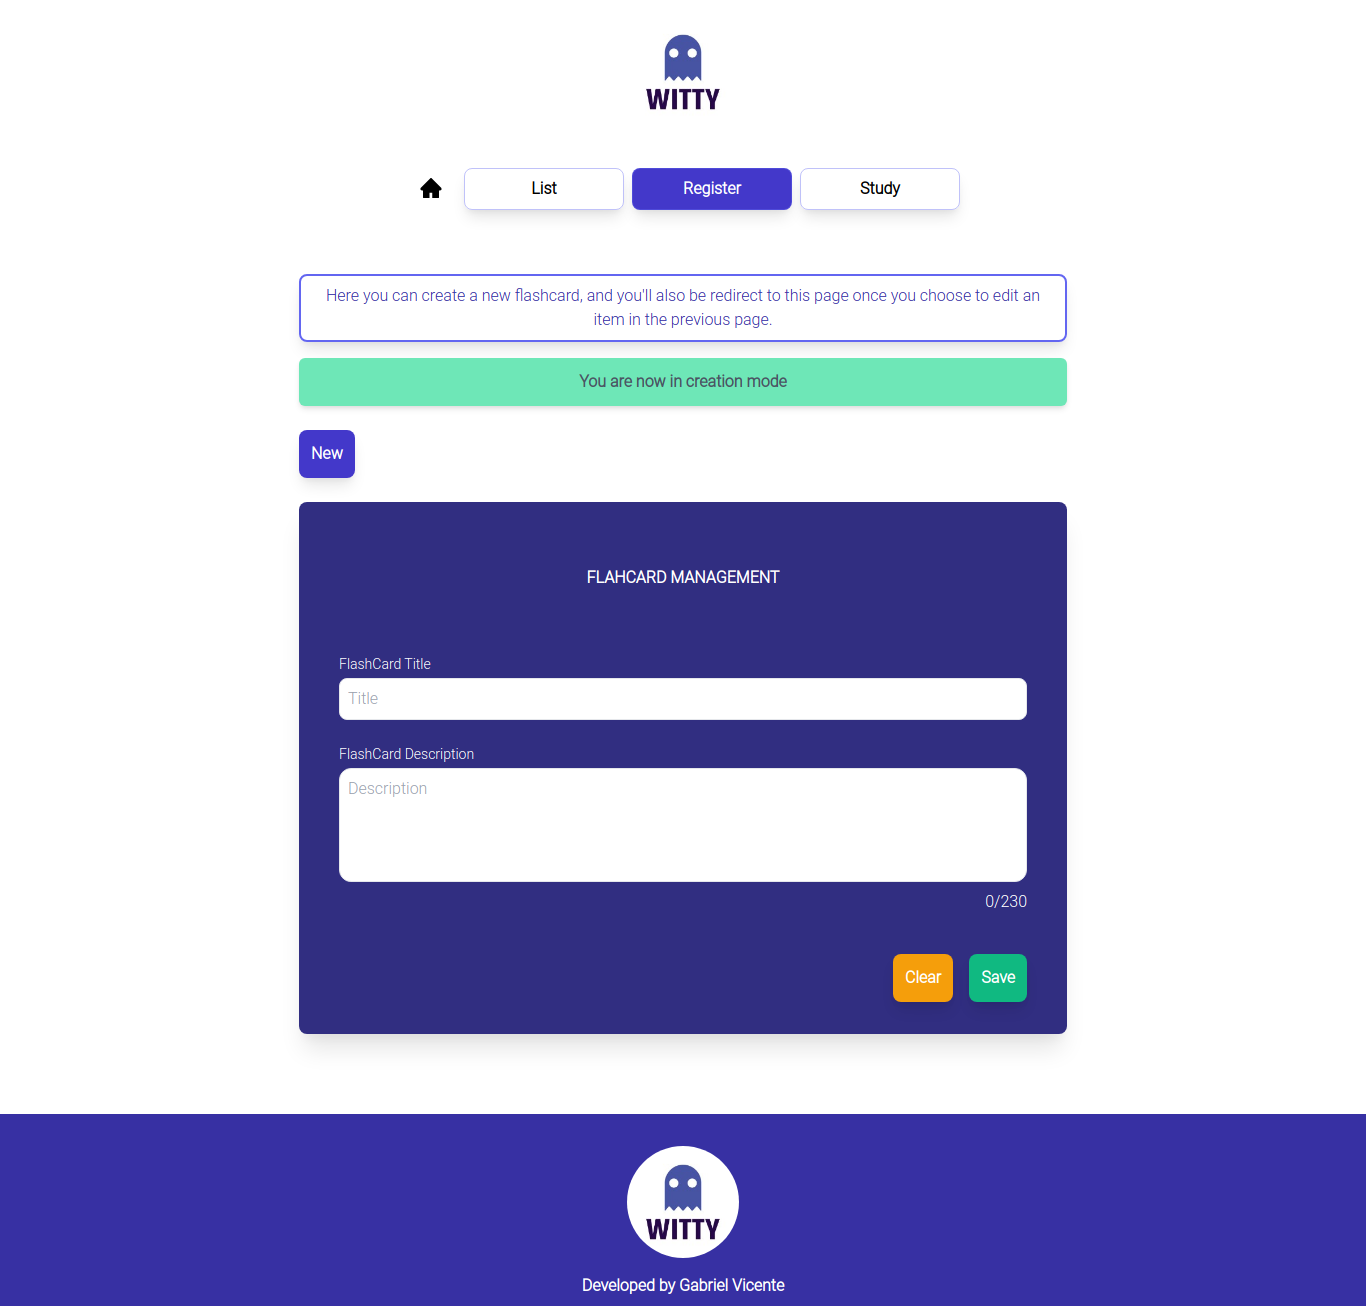 WITTY
List
Register
Study
Here you can create a new flashcard, and you'll also be redirect to this page once you choose to edit an
item in the previous page.
You are now in creation mode
New
FLAHCARD MANAGEMENT
FlashCard Title
Title
FlashCard Description
Description
0/230
Clear
Save
WITTY
Developed by Gabriel Vicente